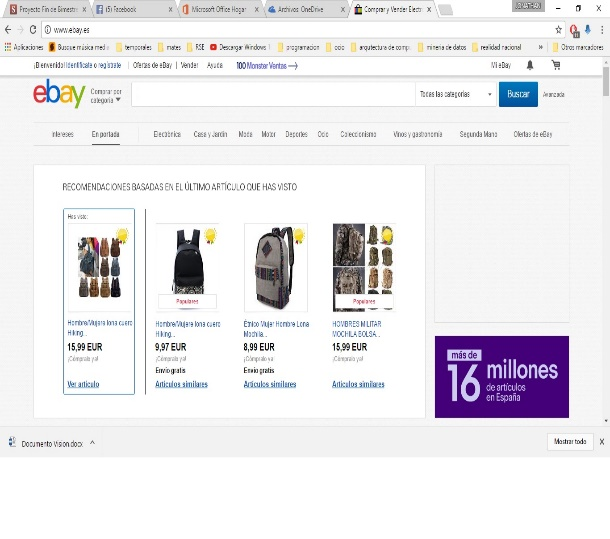 Proyecto Fin de Bimestre
(5) Facebook
Microsoft Office Hogar
Archivos: OneDrive
Comprar y Vender Electró
JONATHAN
www.ebay.es
Aplicaciones Busque música med temporales mates RSE Descargar Windows programacion ocio arquitectura de comp mineria de datos realidad nacional » Otros marcadores
¡Bienvenido! Identifícate o regístrate Ofertas de eBay Vender Ayuda 100 Monster Ventas Mi eBay
ebay Comprar por
categoría
Todas las categorías Buscar Avanzada
Intereses En portada Electrónica Casa y Jardín Moda Motor Deportes Ocio Coleccionismo Vinos y gastronomía Segunda Mano Ofertas de eBay
RECOMENDACIONES BASADAS EN EL ÚLTIMO ARTÍCULO QUE HAS VISTO
Has visto:
Hombre/Mujere lona cuero
Hiking...
15,99 EUR
¡Cómpralo ya!
Ver artículo
Populares
Hombre/Mujere lona cuero
Hiking...
9,97 EUR
¡Cómpralo ya!
Envío gratis
Artículos similares
Étnico Mujer Hombre Lona
Mochila...
8,99 EUR
¡Cómpralo ya!
Envío gratis
Artículos similares
Populares
HOMBRES MILITAR
MOCHILA BOLSA...
15,99 EUR
¡Cómpralo ya!
Artículos similares
más de
16 millones
de artículos
en España
Documento Vision.docx
Mostrar todo